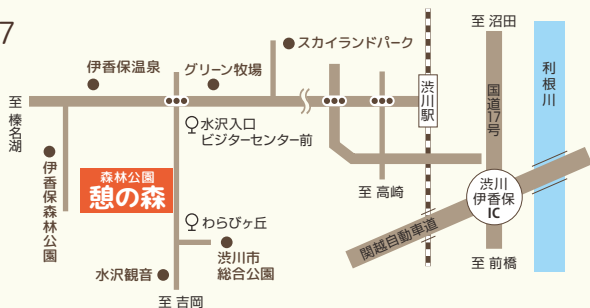 7
至 沼田
スカイランドパーク
伊香保温泉
グリーン牧場
渋川駅
国道17号
利根川
至 榛名湖
水沢入口
ビジターセンター前
伊香保森林公園
森林公園
憩の森
至 高崎
渋川
伊香保
IC
わらびヶ丘
渋川市
総合公園
関越自動車道
水沢観音
至 前橋
至 吉岡